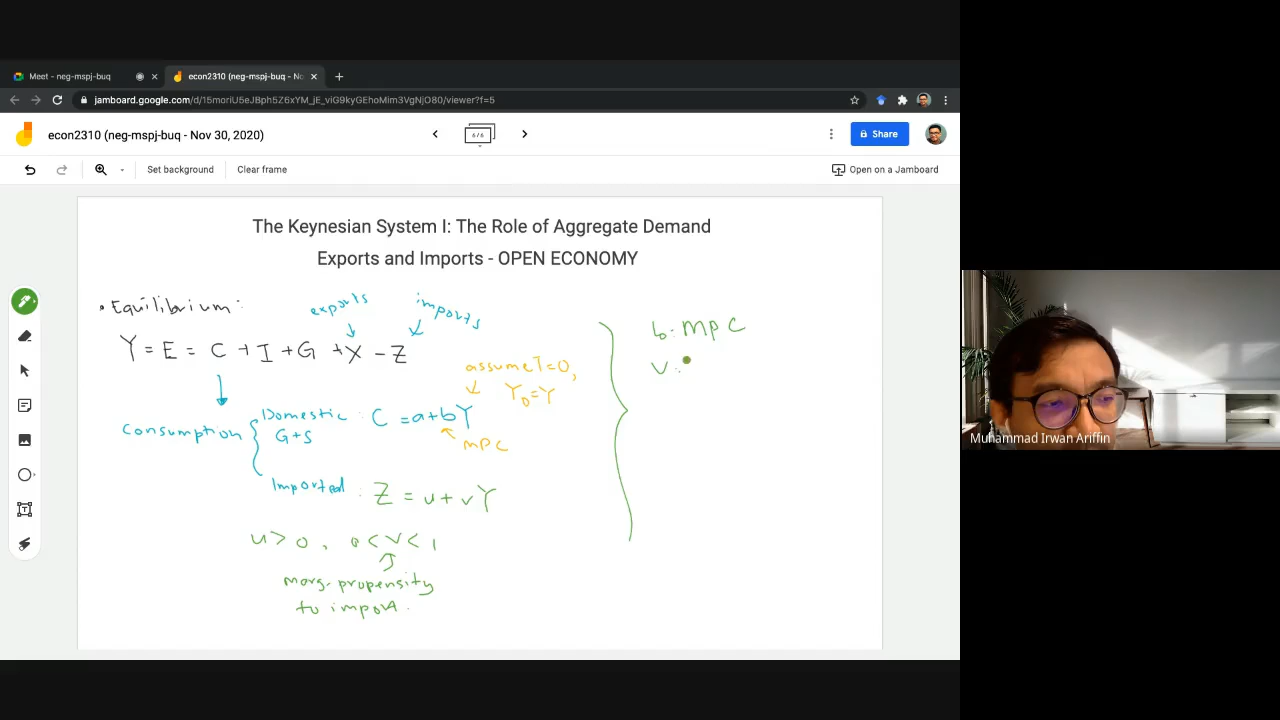 Meet - neg-mspj-buq
econ2310 (neg-mspj-buq - No
jamboard.google.com/d/15moriU5eJBph5Z6xYM_jE_viG9kyGEhoMim3VgNjO80/viewer?f=5
econ2310 (neg-mspj-buq - Nov 30, 2020)
6/6
Share
Set background
Clear frame
Open on a Jamboard
The Keynesian System I: The Role of Aggregate Demand
Exports and Imports - OPEN ECONOMY
• Equilibrium:
exports
imports
Y = E = C + I + G + X - Z
assume T=0,
Y_D = Y
Consumption
Domestic : C = a + bY
G+S
MPC
Imported : Z = u + vY
u > 0, 0 < v < 1
marg. propensity
to import.
b: MPC
v:
Muhammad Irwan Ariffin